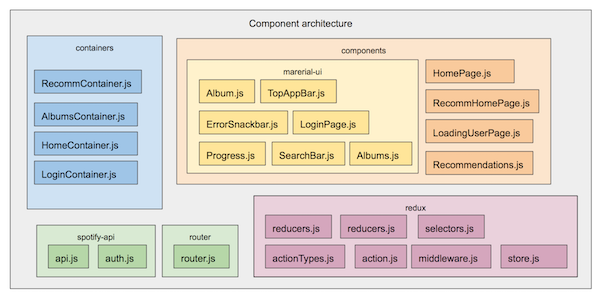 Component architecture
containers
RecommContainer.js
AlbumsContainer.js
HomeContainer.js
LoginContainer.js
components
marerial-ui
Album.js
TopAppBar.js
ErrorSnackbar.js
LoginPage.js
Progress.js
SearchBar.js
Albums.js
HomePage.js
RecommHomePage.js
LoadingUserPage.js
Recommendations.js
spotify-api
api.js
auth.js
router
router.js
redux
reducers.js
reducers.js
selectors.js
actionTypes.js
action.js
middleware.js
store.js